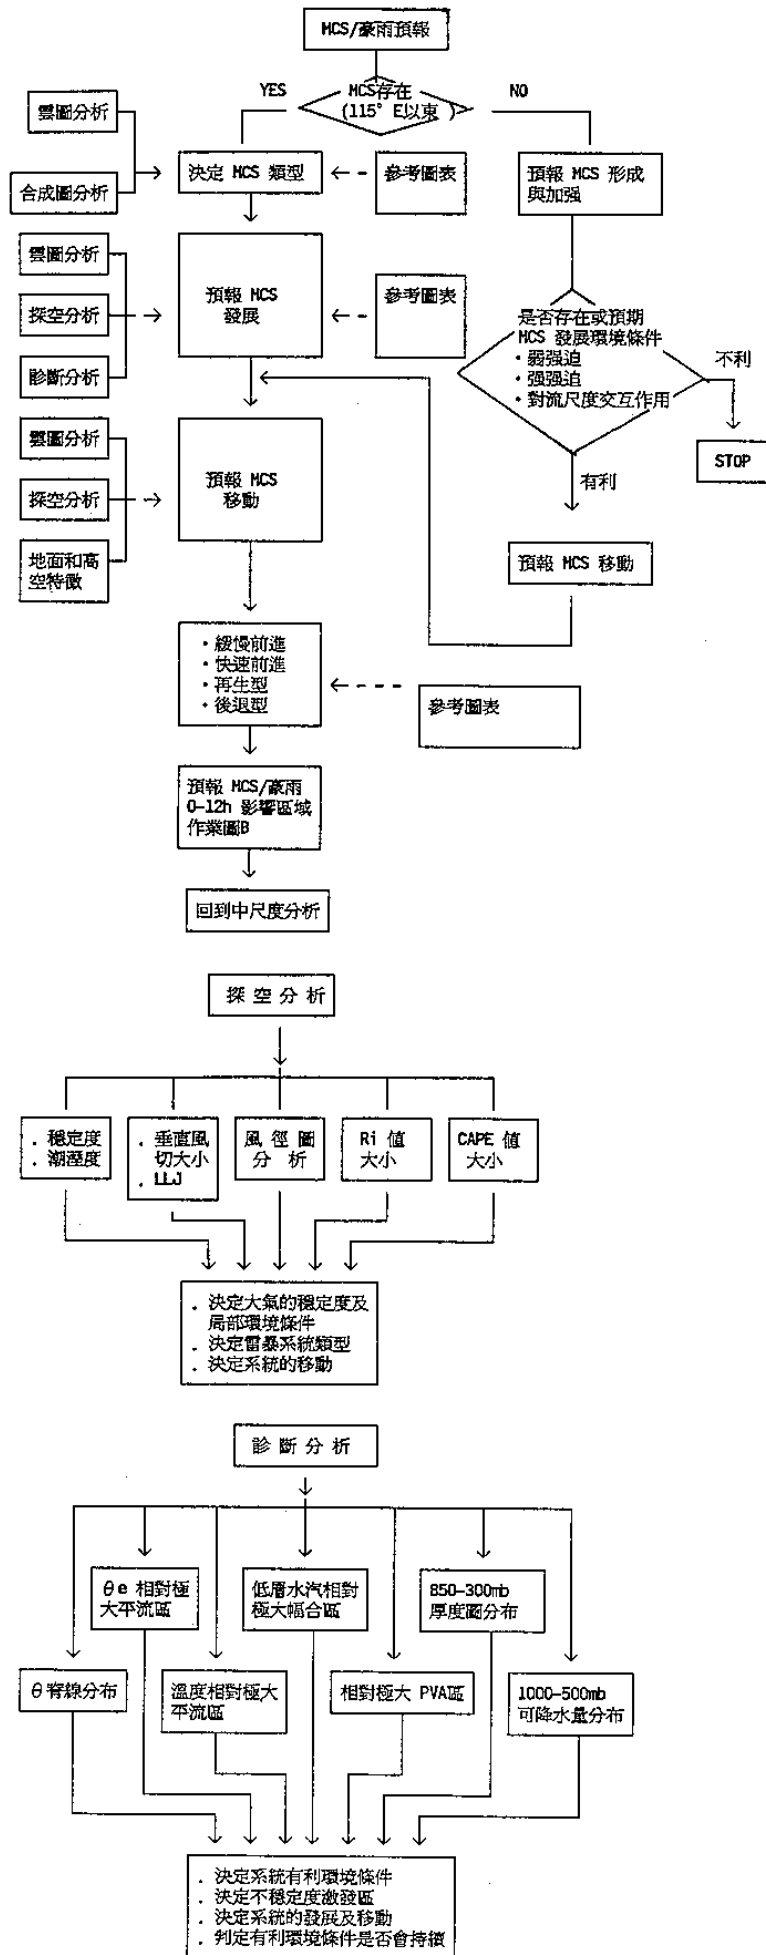 MCS/豪雨預報
YES
MCS存在
(115° E以東 )
NO
雲圖分析
合成圖分析
決定 MCS 類型
參考圖表
預報 MCS 形成
與加强
雲圖分析
探空分析
診斷分析
預報 MCS
發展
參考圖表
是否存在或預期
MCS 發展環境條件
・弱强迫
・强强迫
・對流尺度交互作用
不利
STOP
有利
雲圖分析
探空分析
地面和高
空特徵
預報 MCS
移動
預報 MCS 移動
・緩慢前進
・快速前進
・再生型
・後退型
參考圖表
預報 MCS/豪雨
0-12h 影響區域
作業圖B
回到中尺度分析
探 空 分 析
. 穩定度
. 潮溼度
. 垂直風
切大小
. LLJ
風 徑 圖
分 析
Ri 值
大小
CAPE 值
大小
. 決定大氣的穩定度及
局部環境條件
. 決定雷暴系統類型
. 決定系統的移動
診 斷 分 析
θe 相對極
大平流區
低層水汽相對
極大幅合區
850-300mb
厚度圖分布
θ脊線分布
溫度相對極大
平流區
相對極大 PVA區
1000-500mb
可降水量分布
. 決定系統有利環境條件
. 決定不穩定度激發區
. 決定系統的發展及移動
. 判定有利環境條件是否會持續